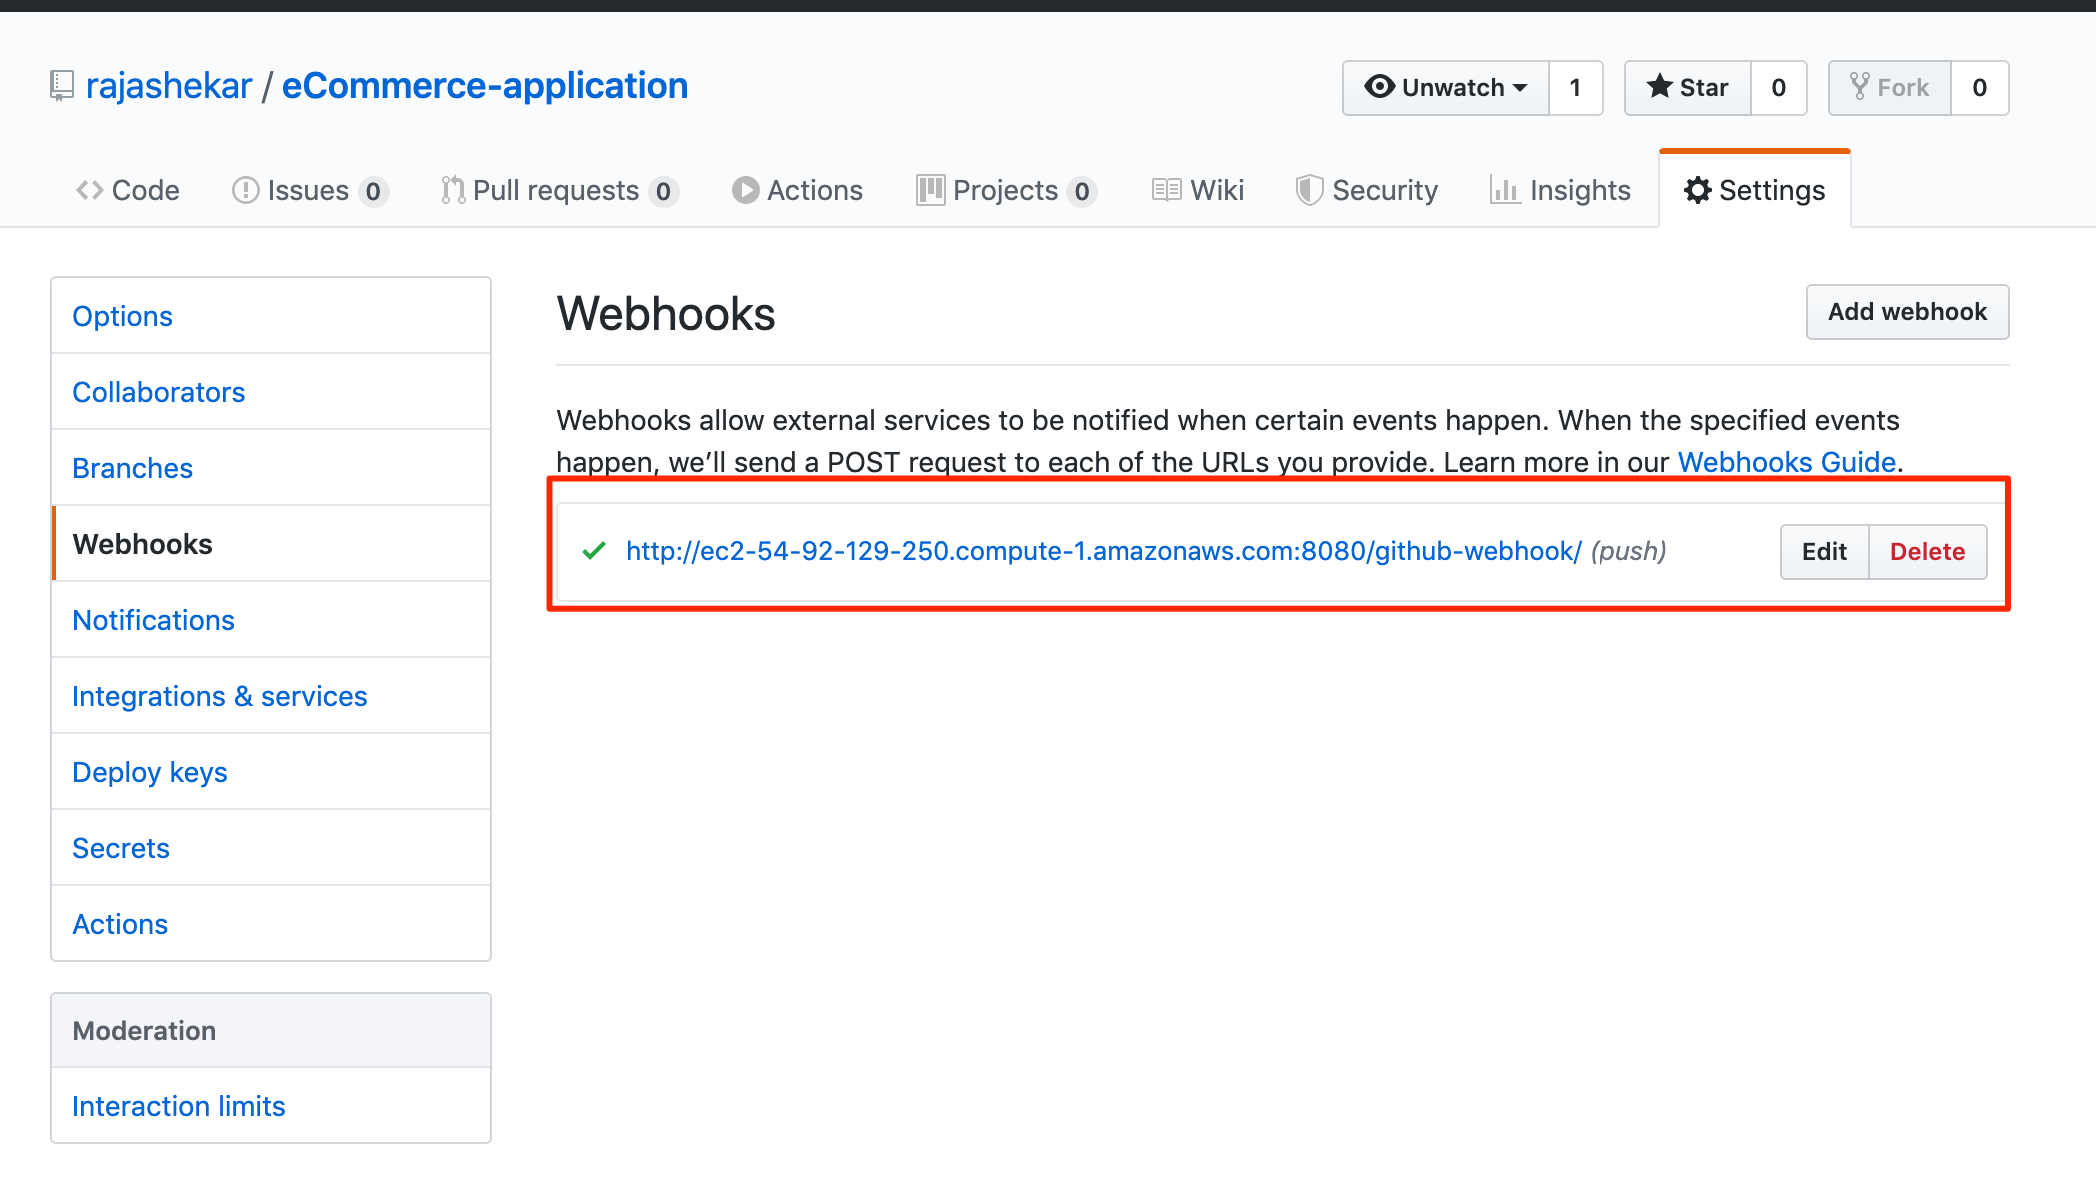 rajashekar / eCommerce-application
Unwatch 1 Star 0 Fork 0
Code Issues 0 Pull requests 0 Actions Projects 0 Wiki Security Insights Settings
Options
Collaborators
Branches
Webhooks
Notifications
Integrations & services
Deploy keys
Secrets
Actions
Moderation
Interaction limits
Webhooks
Add webhook
Webhooks allow external services to be notified when certain events happen. When the specified events
happen, we’ll send a POST request to each of the URLs you provide. Learn more in our Webhooks Guide.
http://ec2-54-92-129-250.compute-1.amazonaws.com:8080/github-webhook/ (push)
Edit Delete